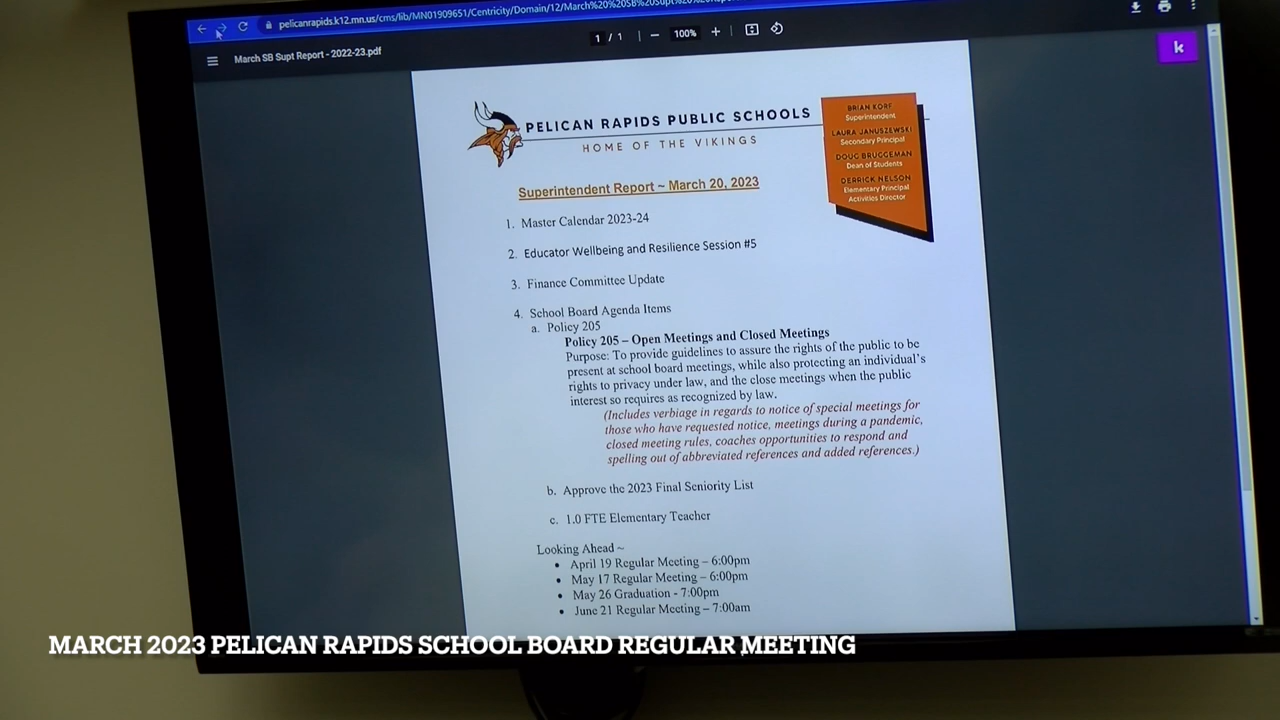 pelicanrapids.k12.mn.us/cms/lib/MN01909651/Centricity/Domain/12/March%20%20SB%20Supt%20
March SB Supt Report - 2022-23.pdf
1 / 1
100%
k
PELICAN RAPIDS PUBLIC SCHOOLS
HOME OF THE VIKINGS
BRIAN KORF
Superintendent
LAURA JANUSZEWSKI
Secondary Principal
DOUG BRUGGEMAN
Dean of Students
DERRICK NELSON
Elementary Principal
Activities Director
Superintendent Report ~ March 20, 2023
1. Master Calendar 2023-24
2. Educator Wellbeing and Resilience Session #5
3. Finance Committee Update
4. School Board Agenda Items
a. Policy 205
Policy 205 – Open Meetings and Closed Meetings
Purpose: To provide guidelines to assure the rights of the public to be
present at school board meetings, while also protecting an individual's
rights to privacy under law, and the close meetings when the public
interest so requires as recognized by law.
(Includes verbiage in regards to notice of special meetings for
those who have requested notice, meetings during a pandemic,
closed meeting rules, coaches opportunities to respond and
spelling out of abbreviated references and added references.)
b. Approve the 2023 Final Seniority List
c. 1.0 FTE Elementary Teacher
Looking Ahead ~
• April 19 Regular Meeting – 6:00pm
• May 17 Regular Meeting – 6:00pm
• May 26 Graduation - 7:00pm
• June 21 Regular Meeting – 7:00am
MARCH 2023 PELICAN RAPIDS SCHOOL BOARD REGULAR MEETING